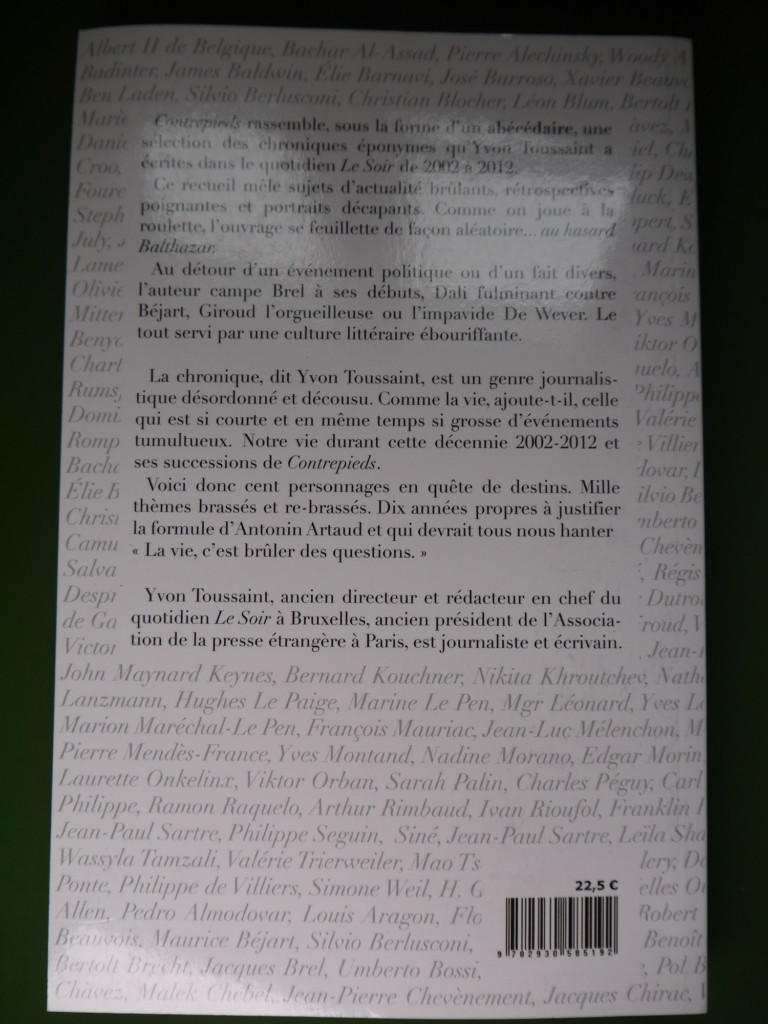 Albert II de Belgique, Bachar Al-Assad, Pierre Alechinsky, Woody A
Badinter, James Baldwin, Élie Barnavi, José Barroso, Xavier Beauvo
Ben Laden, Silvio Berlusconi, Christian Blocher, Léon Blum, Bertolt
Contrepieds rassemble, sous la forme d'un abécédaire, une
sélection des chroniques éponymes qu'Yvon Toussaint a
écrites dans le quotidien Le Soir de 2002 à 2012.
Ce recueil mêle sujets d'actualité brûlants, rétrospectives
poignantes et portraits décapants. Comme on joue à la
roulette, l'ouvrage se feuillette de façon aléatoire... au hasard
Balthazar.
Au détour d'un événement politique ou d'un fait divers,
l'auteur campe Brel à ses débuts, Dali fulminant contre
Béjart, Giroud l'orgueilleuse ou l'impavide De Wever. Le
tout servi par une culture littéraire ébouriffante.
La chronique, dit Yvon Toussaint, est un genre journalis-
tique désordonné et décousu. Comme la vie, ajoute-t-il, celle
qui est si courte et en même temps si grosse d'événements
tumultueux. Notre vie durant cette décennie 2002-2012 et
ses successions de Contrepieds.
Voici donc cent personnages en quête de destins. Mille
thèmes brassés et re-brassés. Dix années propres à justifier
la formule d'Antonin Artaud et qui devrait tous nous hanter
« La vie, c'est brûler des questions. »
Yvon Toussaint, ancien directeur et rédacteur en chef du
quotidien Le Soir à Bruxelles, ancien président de l'Associa-
tion de la presse étrangère à Paris, est journaliste et écrivain.
John Maynard Keynes, Bernard Kouchner, Nikita Khroutchev, Nath
Lanzmann, Hughes Le Paige, Marine Le Pen, Mgr Léonard, Yves L
Marion Maréchal-Le Pen, François Mauriac, Jean-Luc Mélenchon, M
Pierre Mendès-France, Yves Montand, Nadine Morano, Edgar Morin,
Laurette Onkelinx, Viktor Orban, Sarah Palin, Charles Péguy, Carl
Philippe, Ramon Raquelo, Arthur Rimbaud, Ivan Rioufol, Franklin
Jean-Paul Sartre, Philippe Seguin, Siné, Jean-Paul Sartre, Leïla Sha
Wassyla Tamzali, Valérie Trierweiler, Mao Ts
Ponte, Philippe de Villiers, Simone Weil, H. G
Allen, Pedro Almodovar, Louis Aragon, Flo
Beauvois, Maurice Béjart, Silvio Berlusconi,
Bertolt Brecht, Jacques Brel, Umberto Bossi,
Chavez, Malek Chebel, Jean-Pierre Chevènement, Jacques Chirac,
22,5 €
9 782930 585192